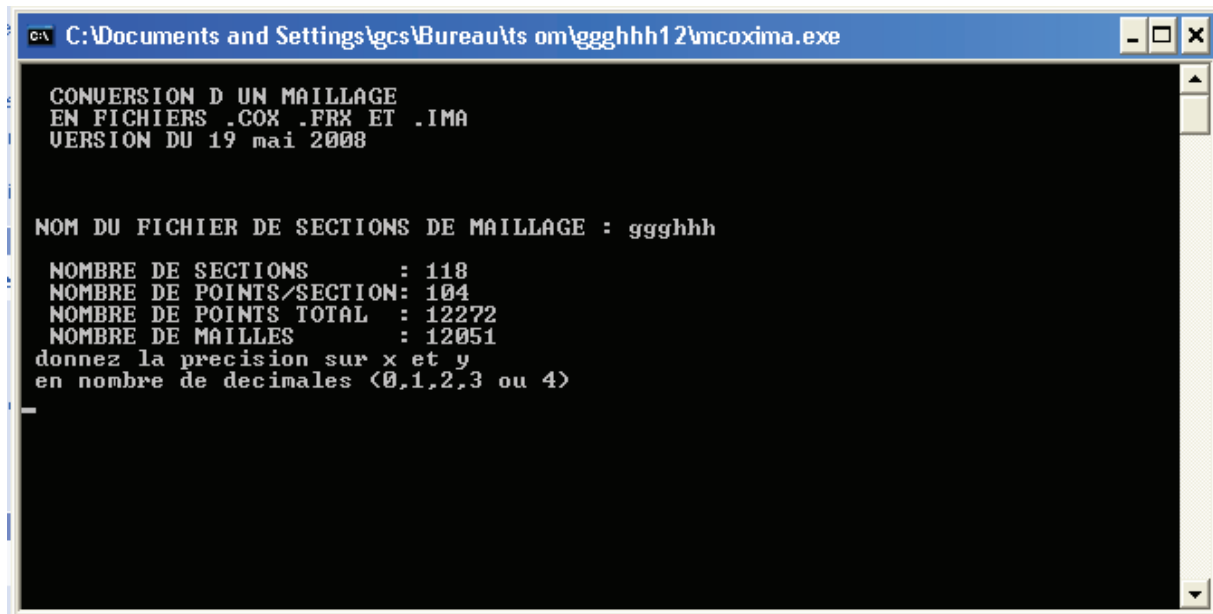 C:\Documents and Settings\gcs\Bureau\ts om\ggghhh12\mcoxima.exe
CONVERSION D UN MAILLAGE
EN FICHIERS .COX .FRX ET .IMA
VERSION DU 19 mai 2008
NOM DU FICHIER DE SECTIONS DE MAILLAGE : ggghhh
NOMBRE DE SECTIONS : 118
NOMBRE DE POINTS/SECTION: 104
NOMBRE DE POINTS TOTAL : 12272
NOMBRE DE MAILLES : 12051
donnez la precision sur x et y
en nombre de decimales (0,1,2,3 ou 4)